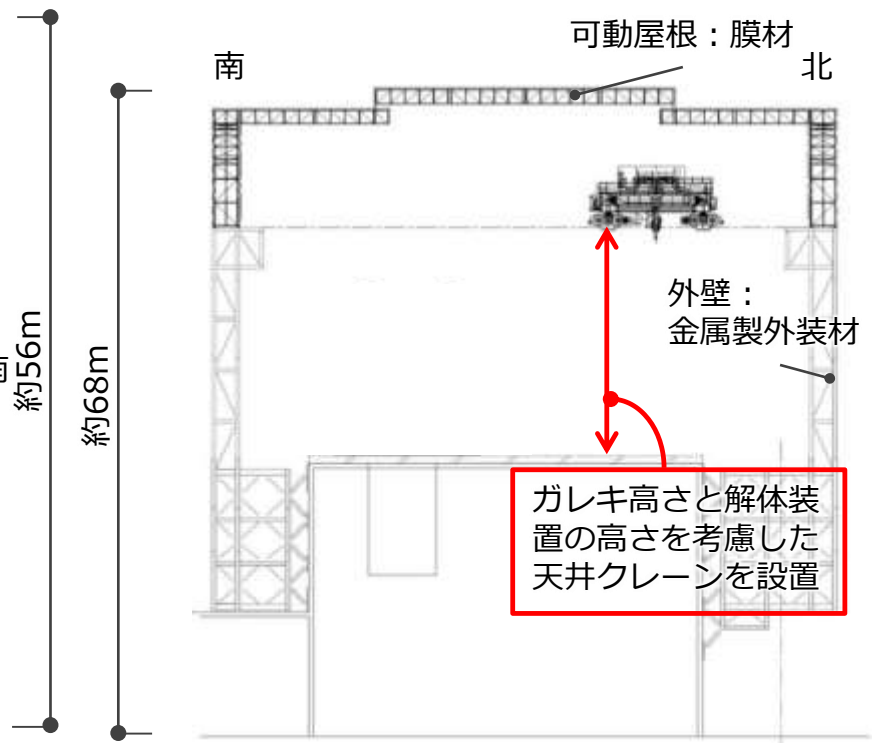 可動屋根：膜材
南
北
約56m
約68m
外壁：
金属製外装材
ガレキ高さと解体装
置の高さを考慮した
天井クレーンを設置